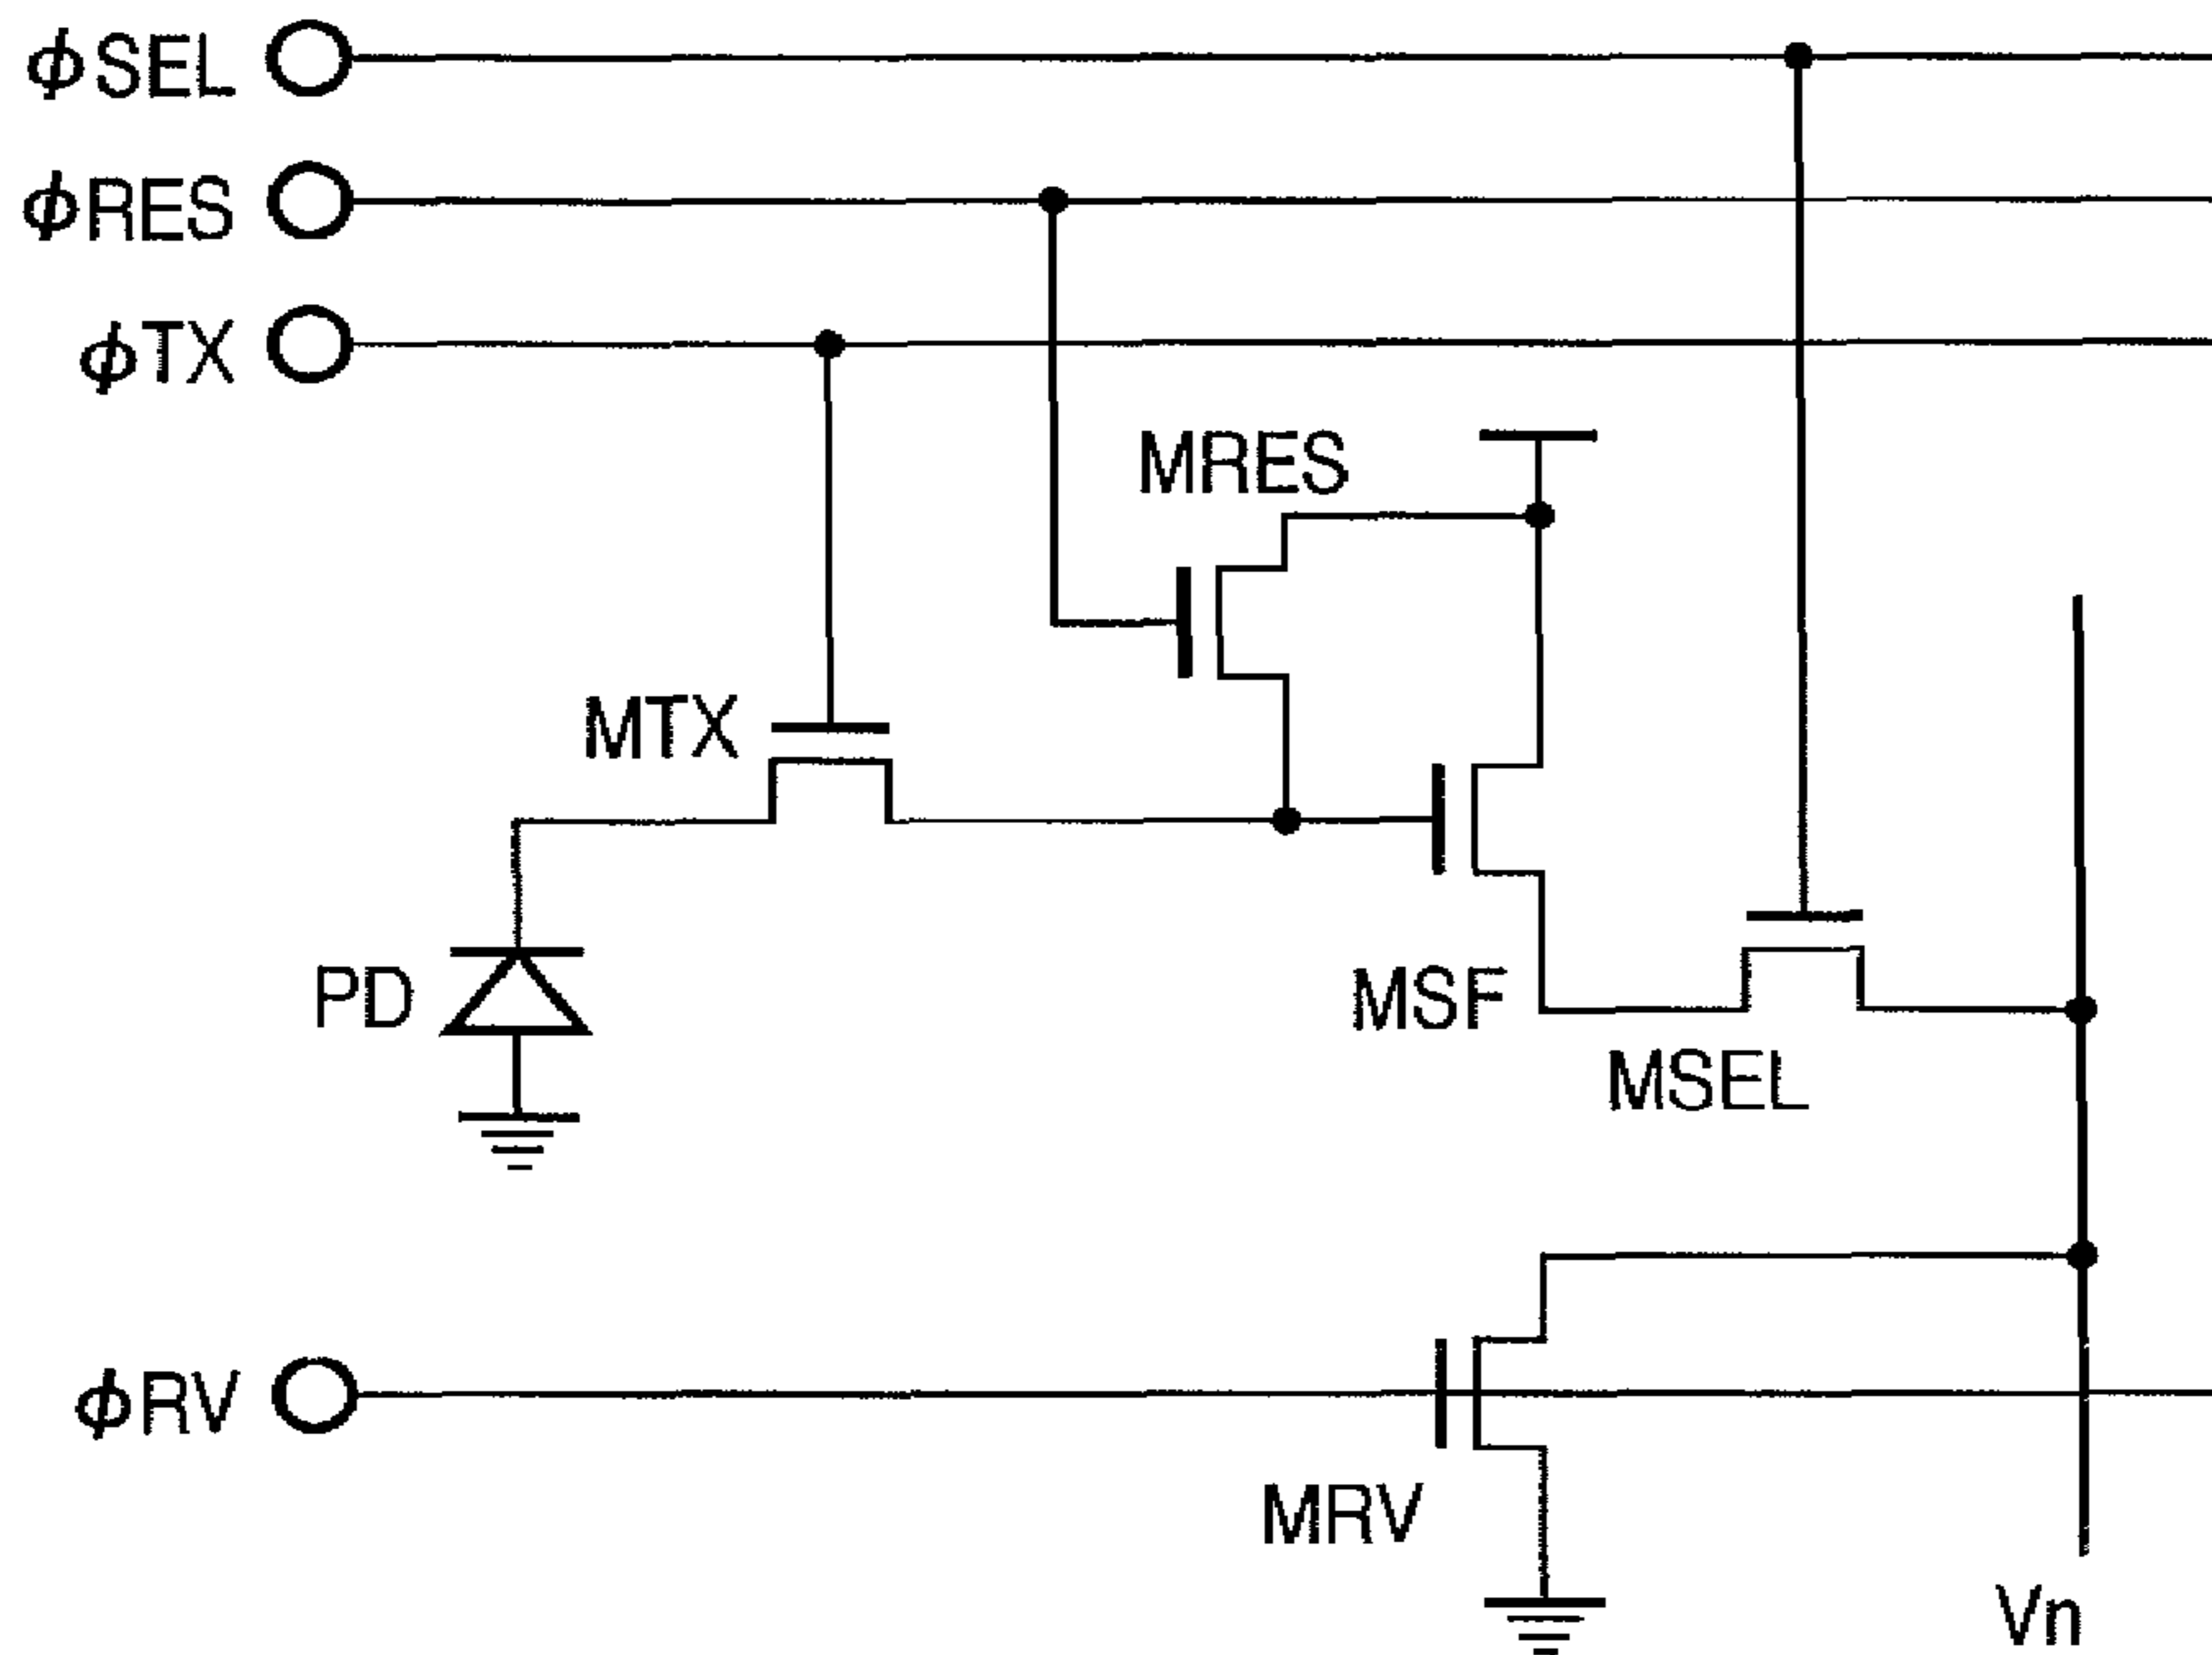 ϕSEL
ϕRES
ϕTX
MRES
MTX
PD
MSF
MSEL
ϕRV
MRV
Vn